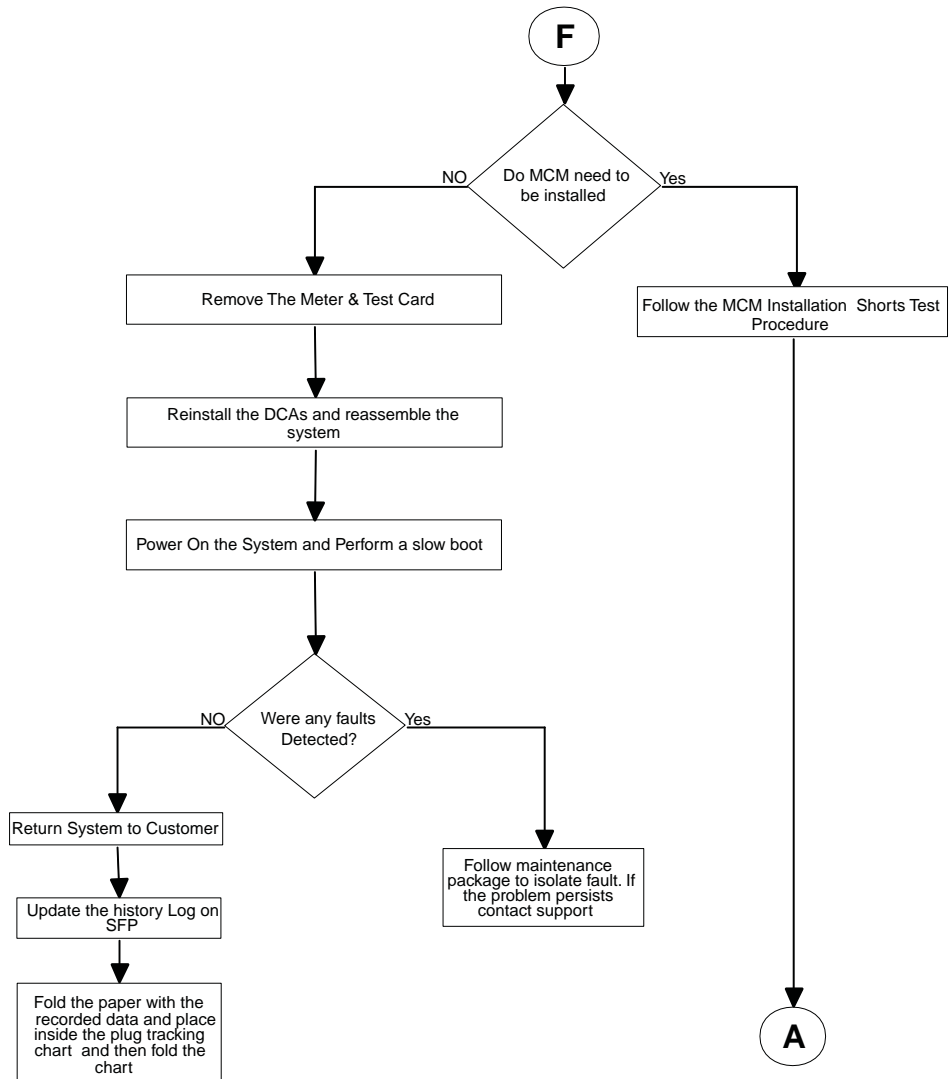 F
Do MCM need to
be installed
NO
Yes
Remove The Meter & Test Card
Follow the MCM Installation Shorts Test
Procedure
Reinstall the DCAs and reassemble the
system
Power On the System and Perform a slow boot
Were any faults
Detected?
NO
Yes
Return System to Customer
Follow maintenance
package to isolate fault. If
the problem persists
contact support
Update the history Log on
SFP
Fold the paper with the
recorded data and place
inside the plug tracking
chart and then fold the
chart
A